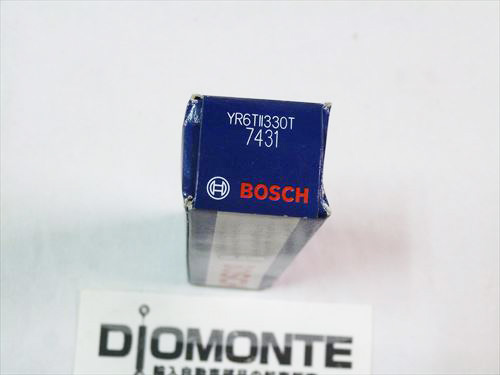 YR6TII330T
7431
BOSCH
DIOMONTE